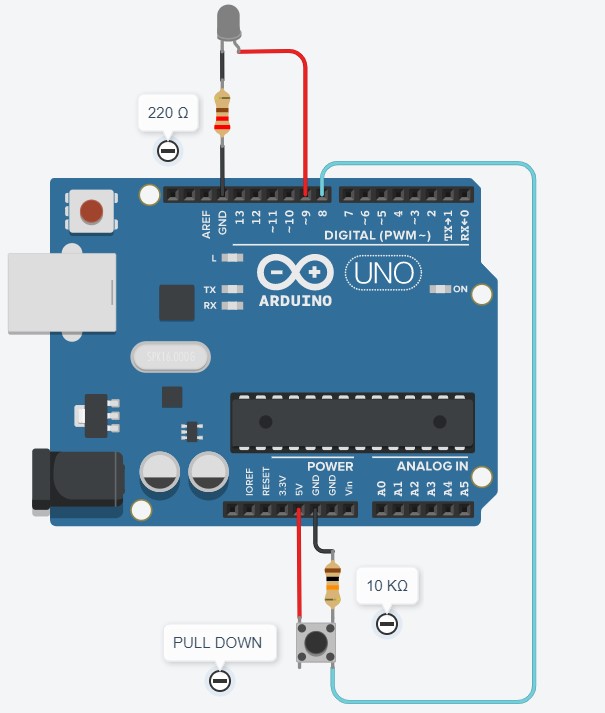 220 Ω
AREF
GND
13
12
~11
~10
~9
8
7
~6
~5
4
~3
2
TX→1
RX←0
DIGITAL (PWM~)
L
TX
RX
ARDUINO
UNO
ON
SPK16.000G
POWER
ANALOG IN
IOREF
RESET
3.3V
5V
GND
GND
Vin
A0
A1
A2
A3
A4
A5
10 KΩ
PULL DOWN